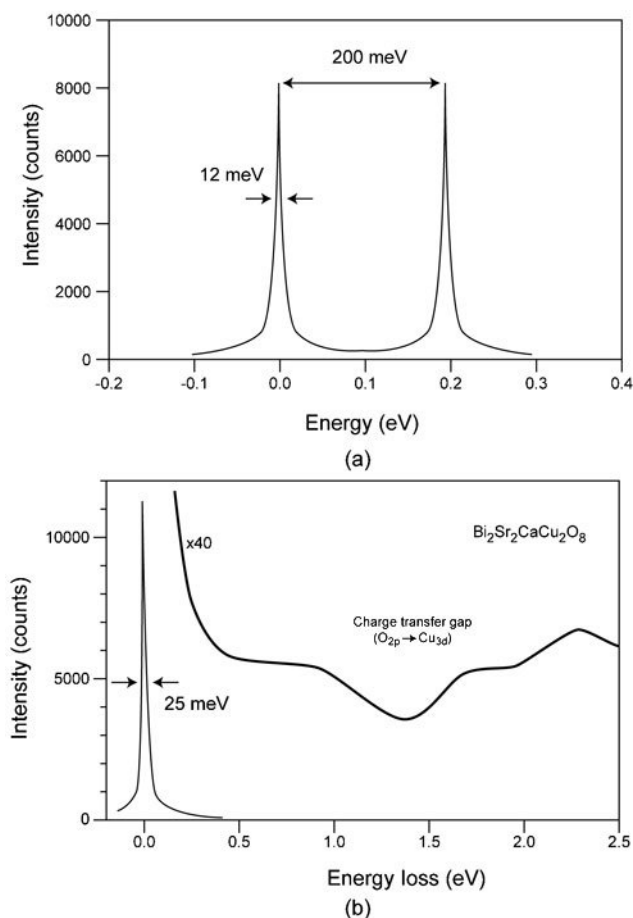 10000
8000
6000
4000
2000
0
Intensity (counts)
200 meV
12 meV
-0.2
-0.1
0.0
0.1
0.2
0.3
0.4
Energy (eV)
(a)
10000
5000
0
Intensity (counts)
x40
Bi2Sr2CaCu2O8
Charge transfer gap
(O2p → Cu3d)
25 meV
0.0
0.5
1.0
1.5
2.0
2.5
Energy loss (eV)
(b)